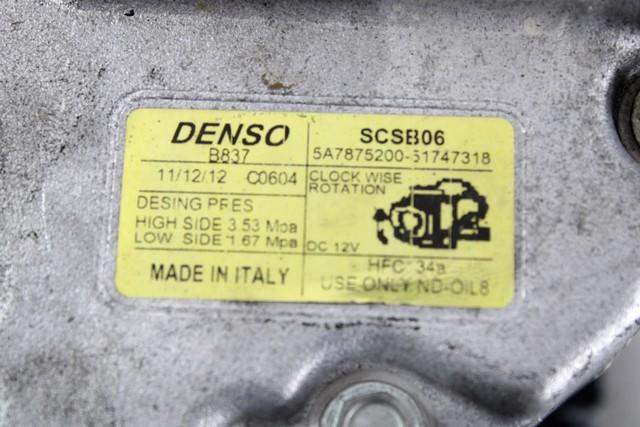 DENSO
B837
SCSB06
5A7875200-51747318
11/12/12 C0604
CLOCK WISE
ROTATION
DESING PRES
HIGH SIDE 3.53 Mpa
LOW SIDE 1.67 Mpa
DC 12V
MADE IN ITALY
HFC 34a
USE ONLY ND-OIL8